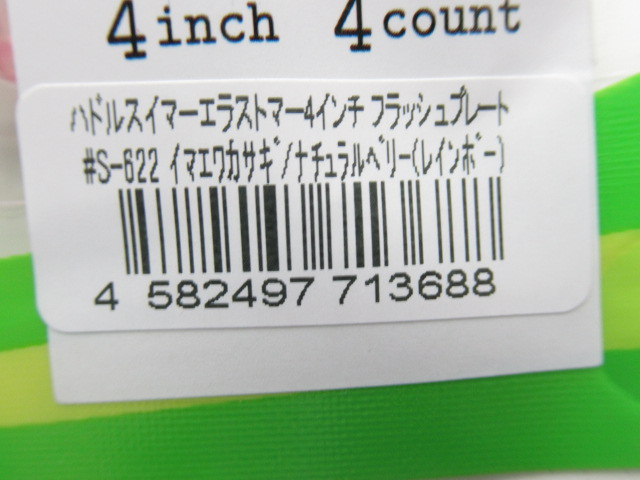 4inch 4count
ﾊﾄﾞﾙｽｲﾏｰｴﾗｽﾄﾏｰ4ｲﾝﾁ ﾌﾗｯｼｭﾌﾟﾚｰﾄ
#S-622 ｲﾏｴﾜｶｻｷﾞ/ﾅﾁｭﾗﾙﾍﾞﾘｰ(ﾚｲﾝﾎﾞｰ)
4 582497 713688